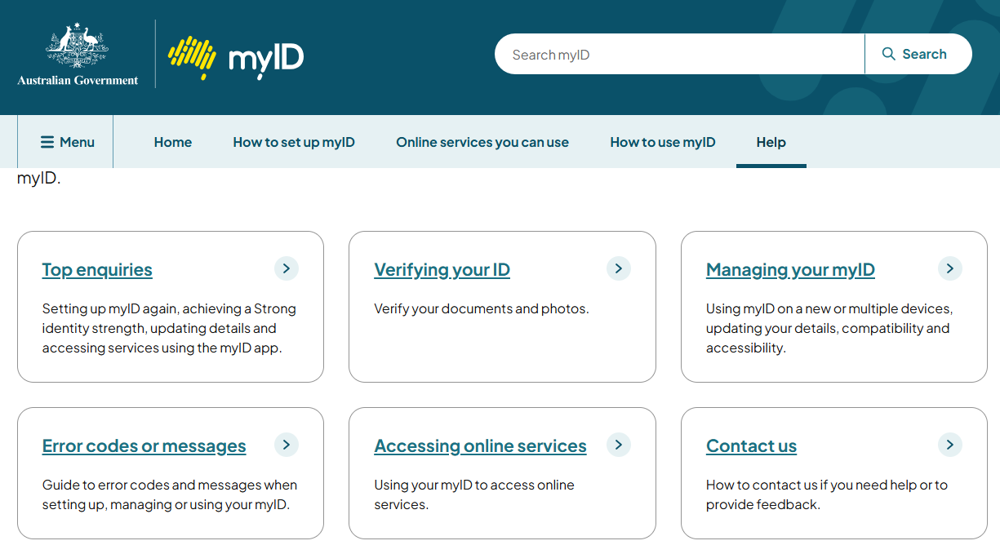 Australian Government
myID
Search myID
Search
Menu
Home
How to set up myID
Online services you can use
How to use myID
Help
myID.
Top enquiries
Setting up myID again, achieving a Strong
identity strength, updating details and
accessing services using the myID app.
Verifying your ID
Verify your documents and photos.
Managing your myID
Using myID on a new or multiple devices,
updating your details, compatibility and
accessibility.
Error codes or messages
Guide to error codes and messages when
setting up, managing or using your myID.
Accessing online services
Using your myID to access online
services.
Contact us
How to contact us if you need help or to
provide feedback.